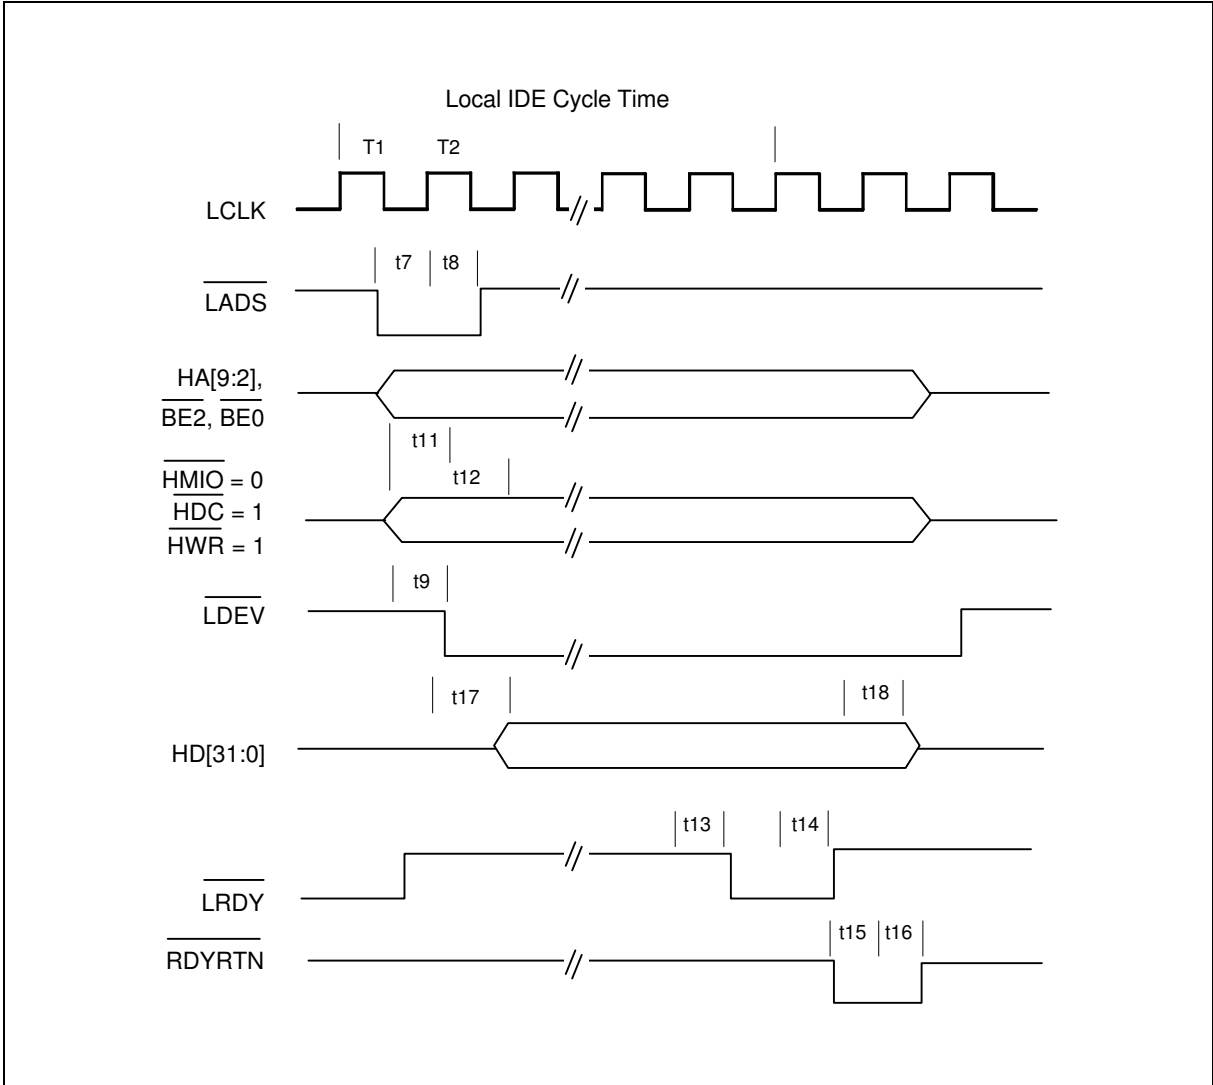 Local IDE Cycle Time
T1 T2
LCLK
t7 t8
LADS
HA[9:2],
BE2, BE0
t11
t12
HMIO = 0
HDC = 1
HWR = 1
t9
LDEV
t17 t18
HD[31:0]
t13 t14
LRDY
t15 t16
RDYRTN